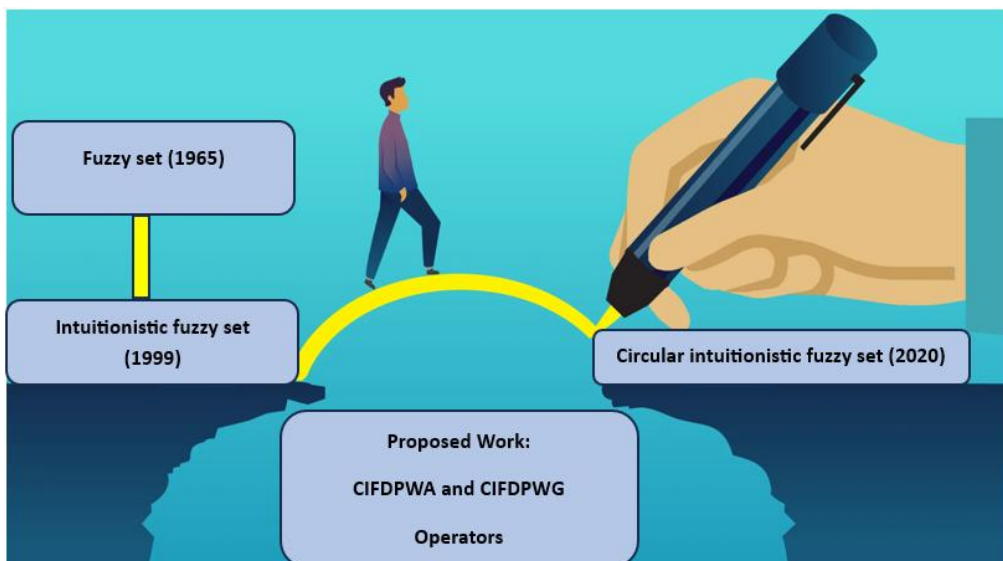 Fuzzy set (1965)
Intuitionistic fuzzy set
(1999)
Circular intuitionistic fuzzy set (2020)
Proposed Work:
CIFDPWA and CIFDPWG
Operators